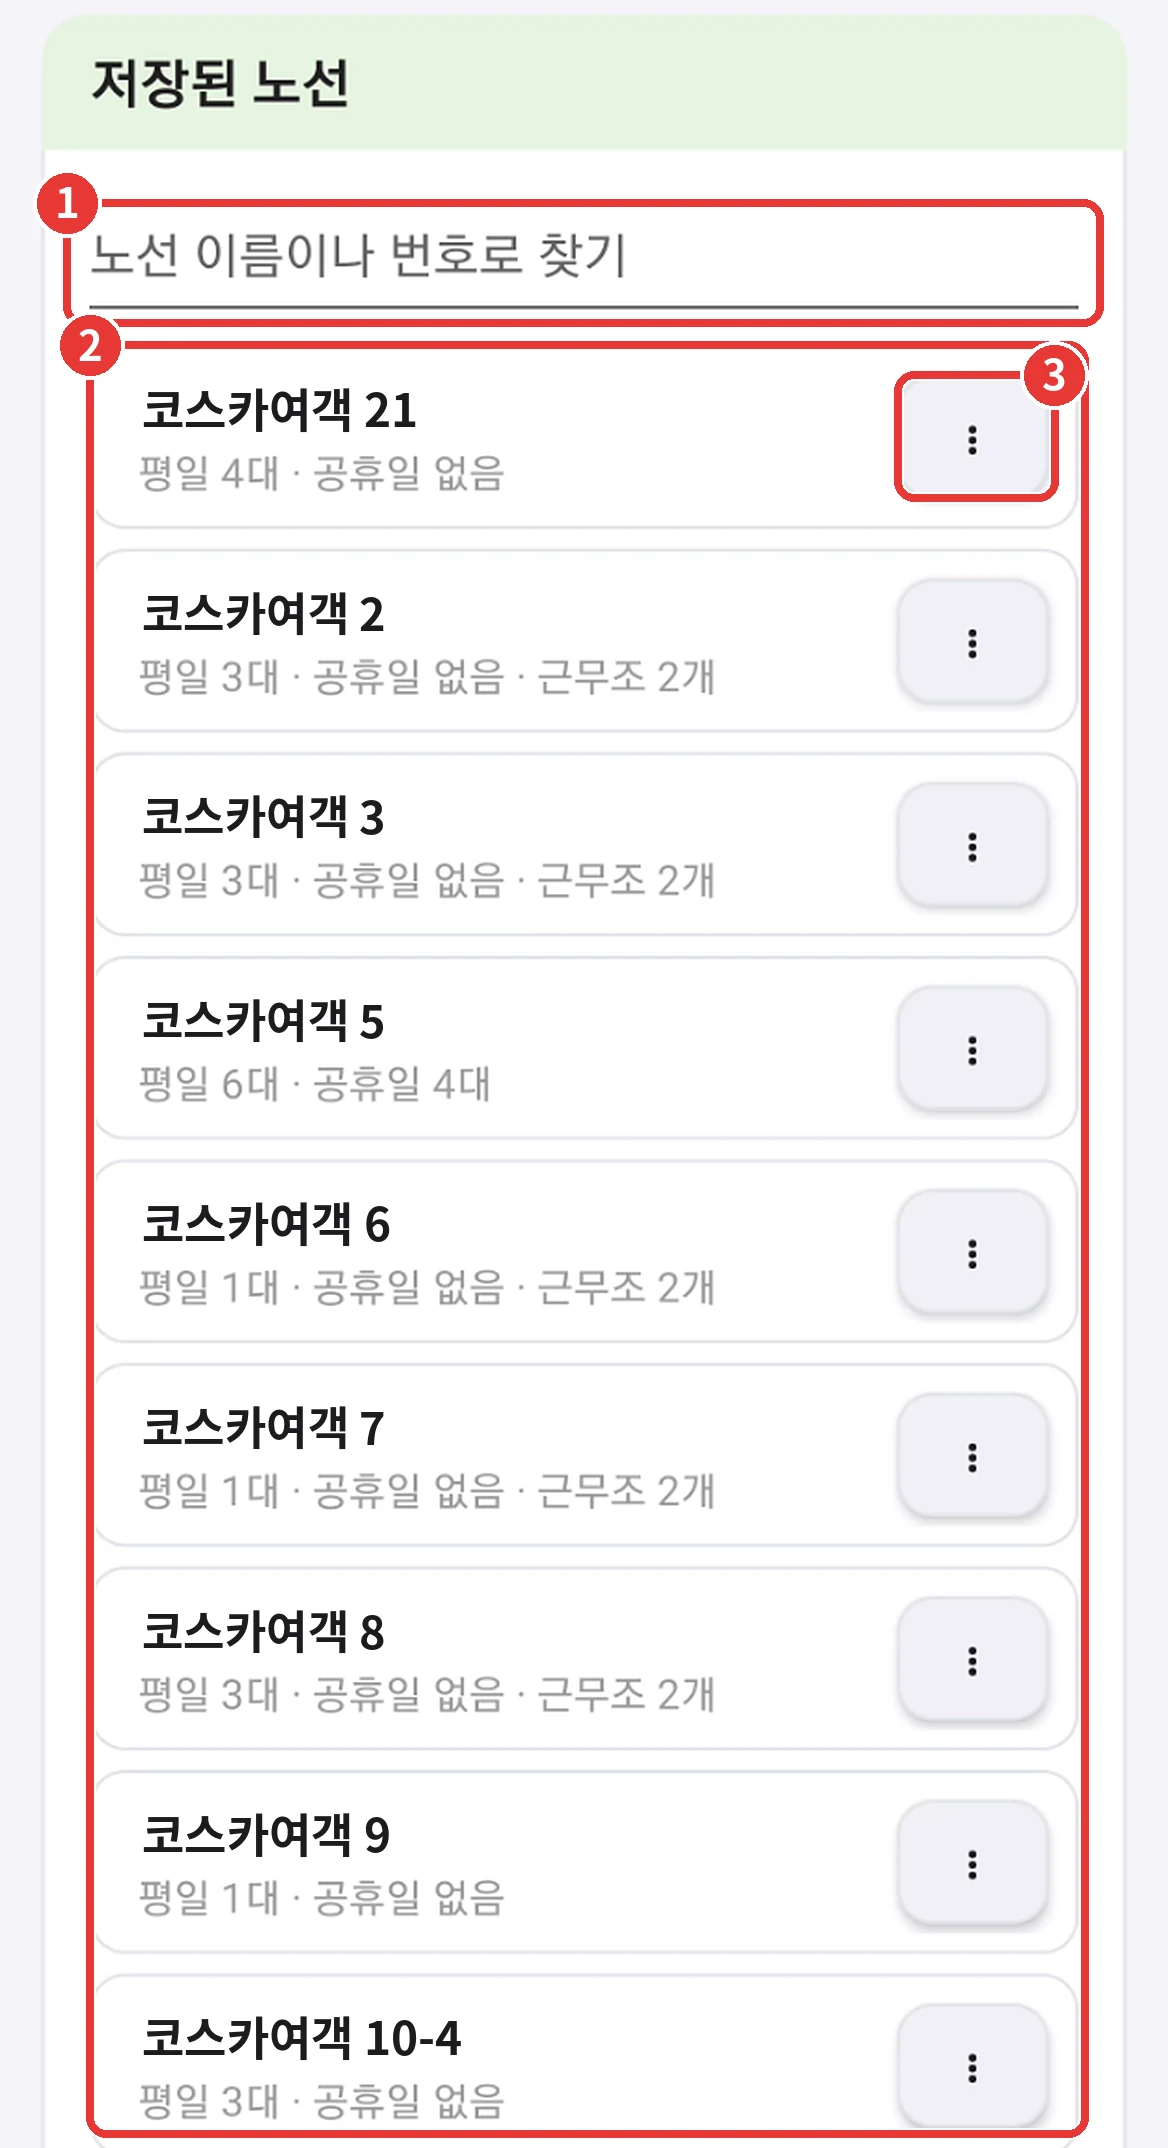 저장된 노선
1
노선 이름이나 번호로 찾기
2
3
코스카여객 21
평일 4대 · 공휴일 없음
코스카여객 2
평일 3대 · 공휴일 없음 · 근무조 2개
코스카여객 3
평일 3대 · 공휴일 없음 · 근무조 2개
코스카여객 5
평일 6대 · 공휴일 4대
코스카여객 6
평일 1대 · 공휴일 없음 · 근무조 2개
코스카여객 7
평일 1대 · 공휴일 없음 · 근무조 2개
코스카여객 8
평일 3대 · 공휴일 없음 · 근무조 2개
코스카여객 9
평일 1대 · 공휴일 없음
코스카여객 10-4
평일 3대 · 공휴일 없음